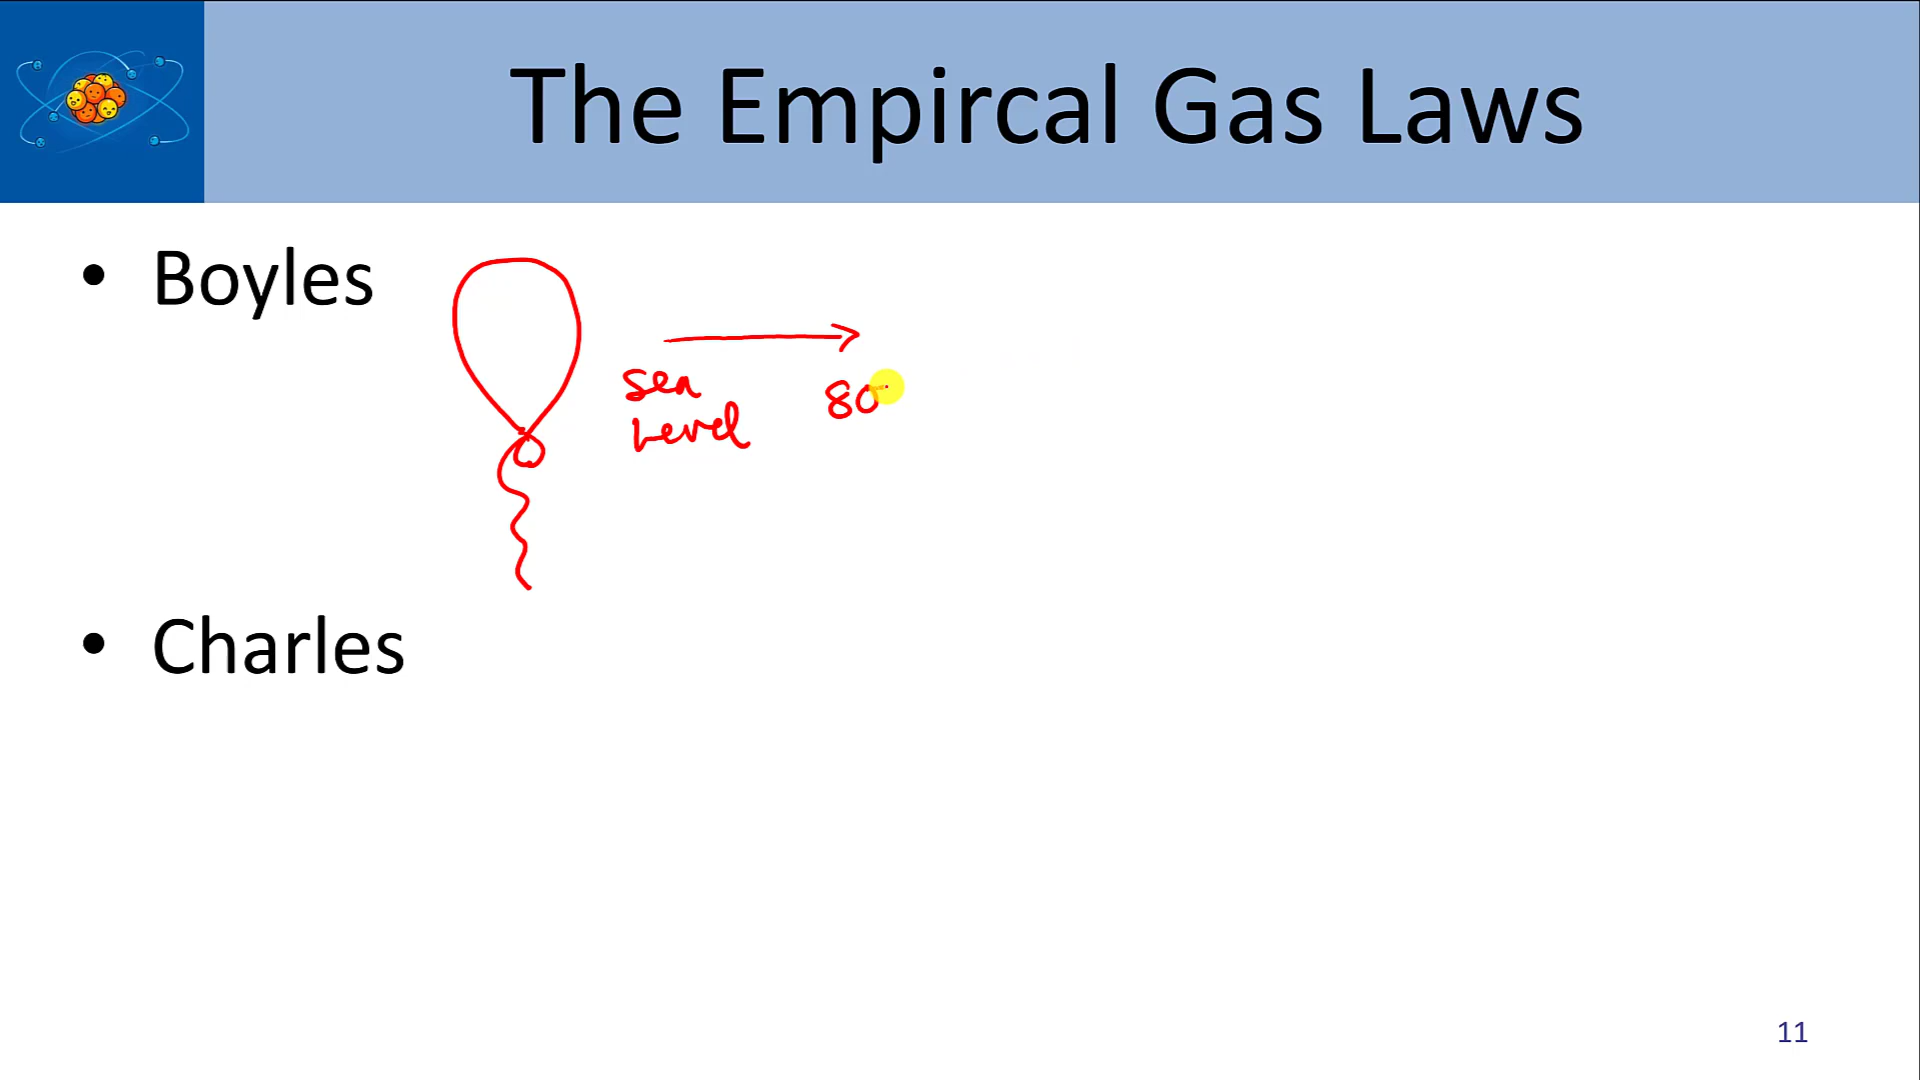 The Empircal Gas Laws
• Boyles
sea
Level
80
• Charles
11